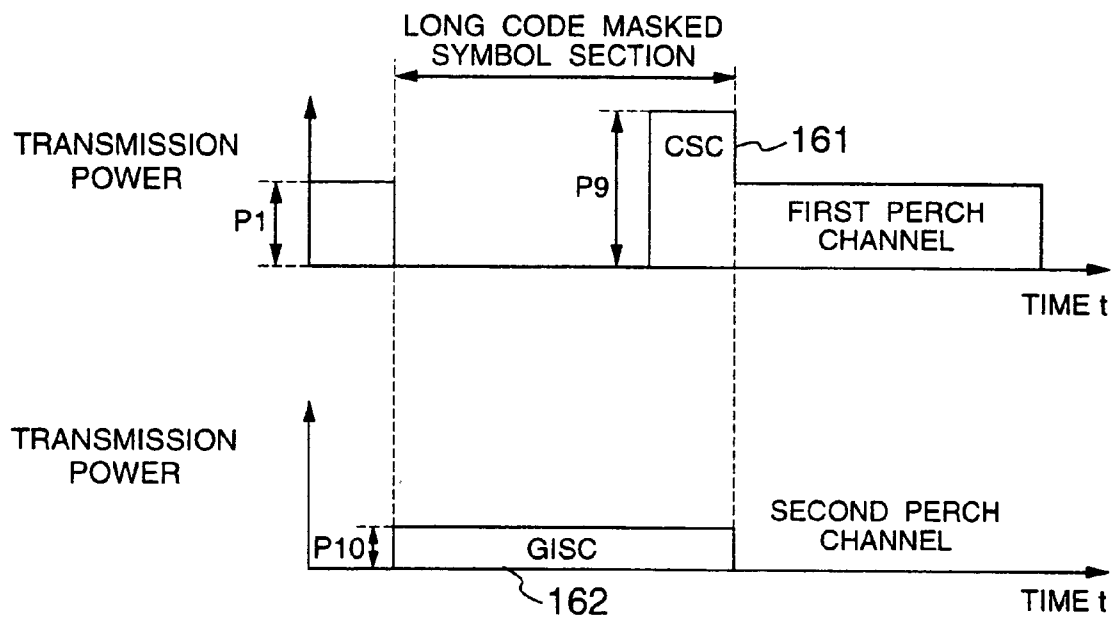 LONG CODE MASKED
SYMBOL SECTION
TRANSMISSION
POWER
P1
P9
CSC
161
FIRST PERCH
CHANNEL
TIME t
TRANSMISSION
POWER
P10
GISC
162
SECOND PERCH
CHANNEL
TIME t